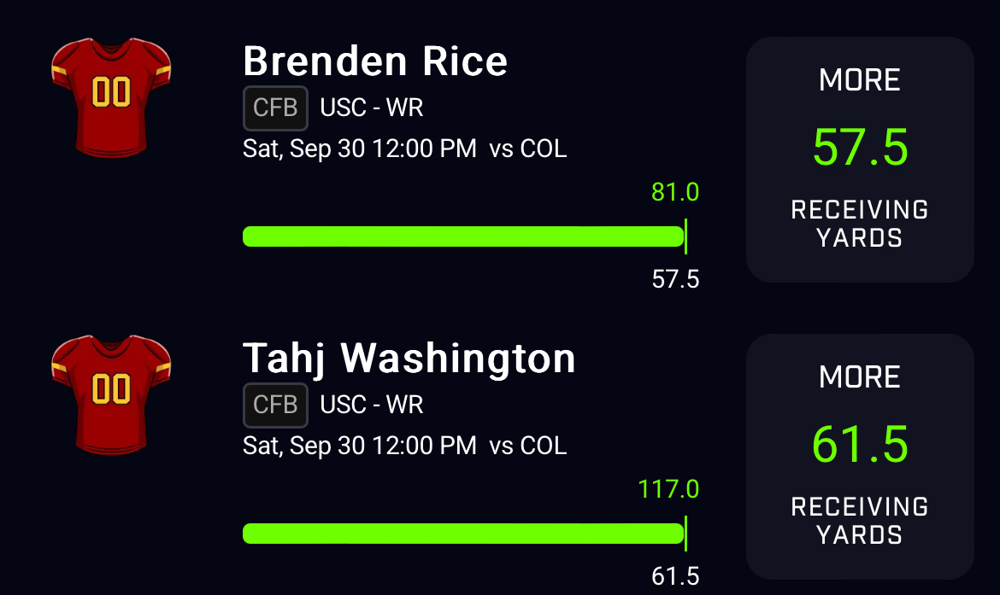 00
Brenden Rice
CFB USC - WR
Sat, Sep 30 12:00 PM vs COL
81.0
57.5
MORE
57.5
RECEIVING
YARDS
00
Tahj Washington
CFB USC - WR
Sat, Sep 30 12:00 PM vs COL
117.0
61.5
MORE
61.5
RECEIVING
YARDS